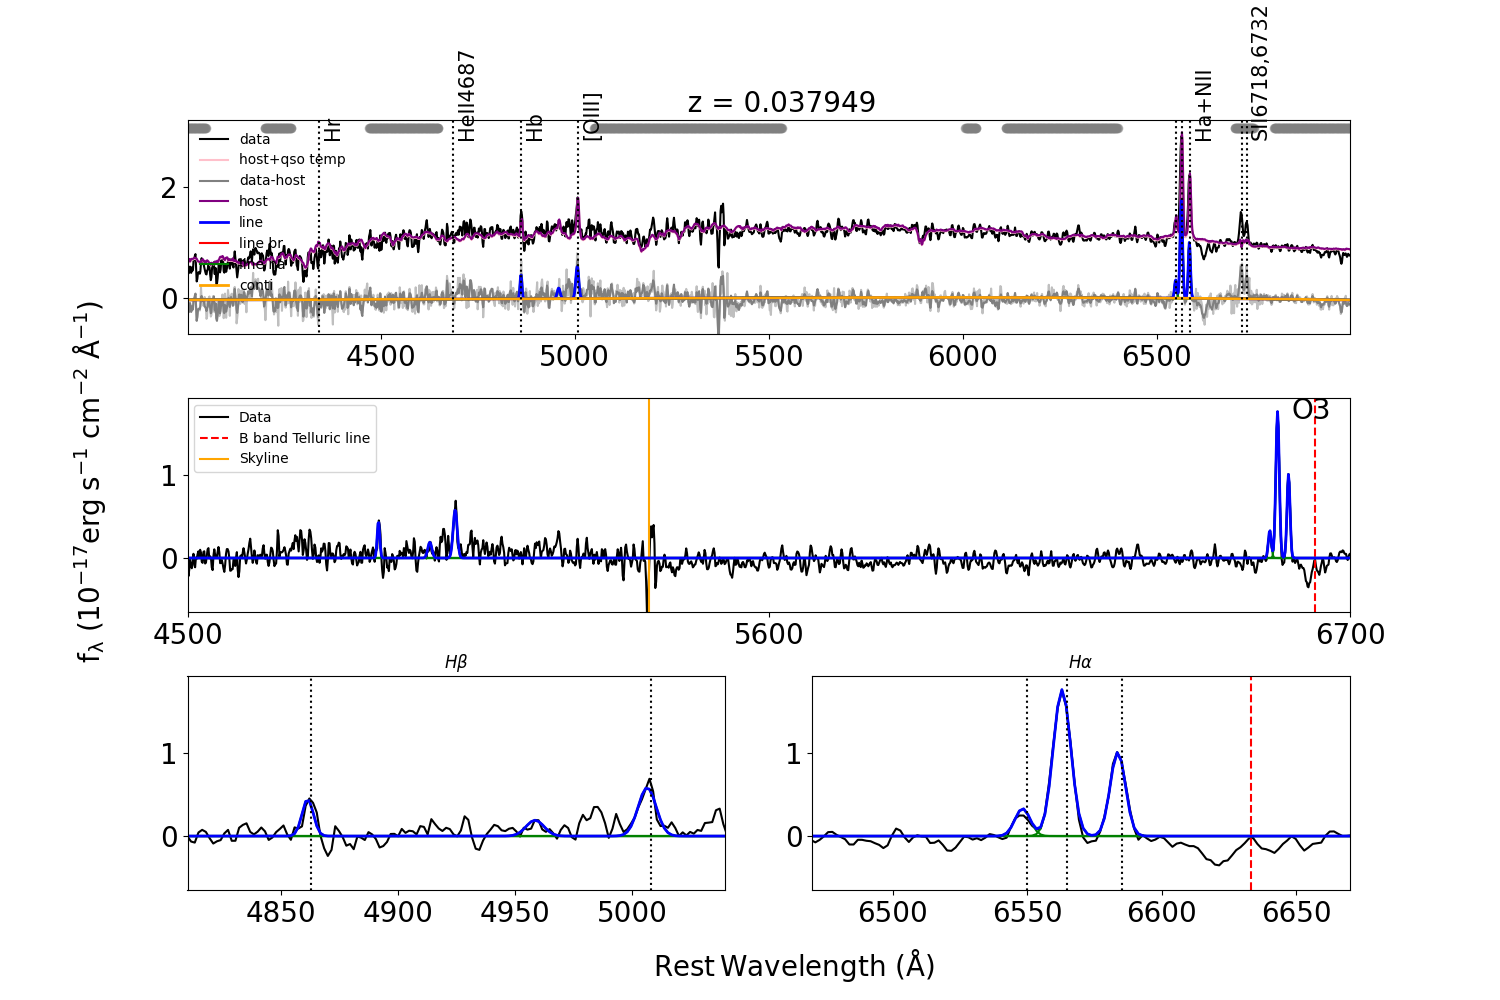 z = 0.037949
Hr
HeII4687
Hb
[OIII]
Ha+NII
SII6718,6732
data
host+qso temp
data-host
host
line
line br
conti
2
0
4500 5000 5500 6000 6500
fλ (10−17erg s−1 cm−2 Å−1)
Data
B band Telluric line
Skyline
O3
1
0
4500 5600 6700
Hβ
1
0
4850 4900 4950 5000
Hα
1
0
6500 6550 6600 6650
Rest Wavelength (Å)